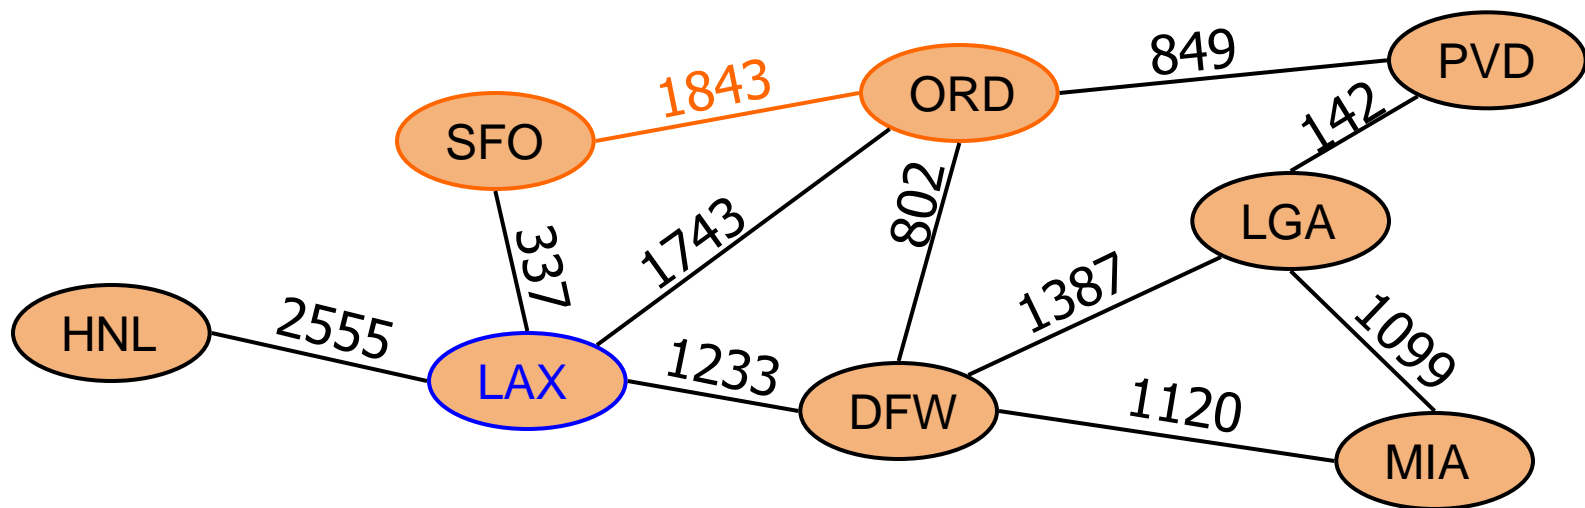 849
PVD
1843
ORD
SFO
142
802
LGA
337
1743
1387
HNL
2555
LAX
1233
DFW
1120
1099
MIA